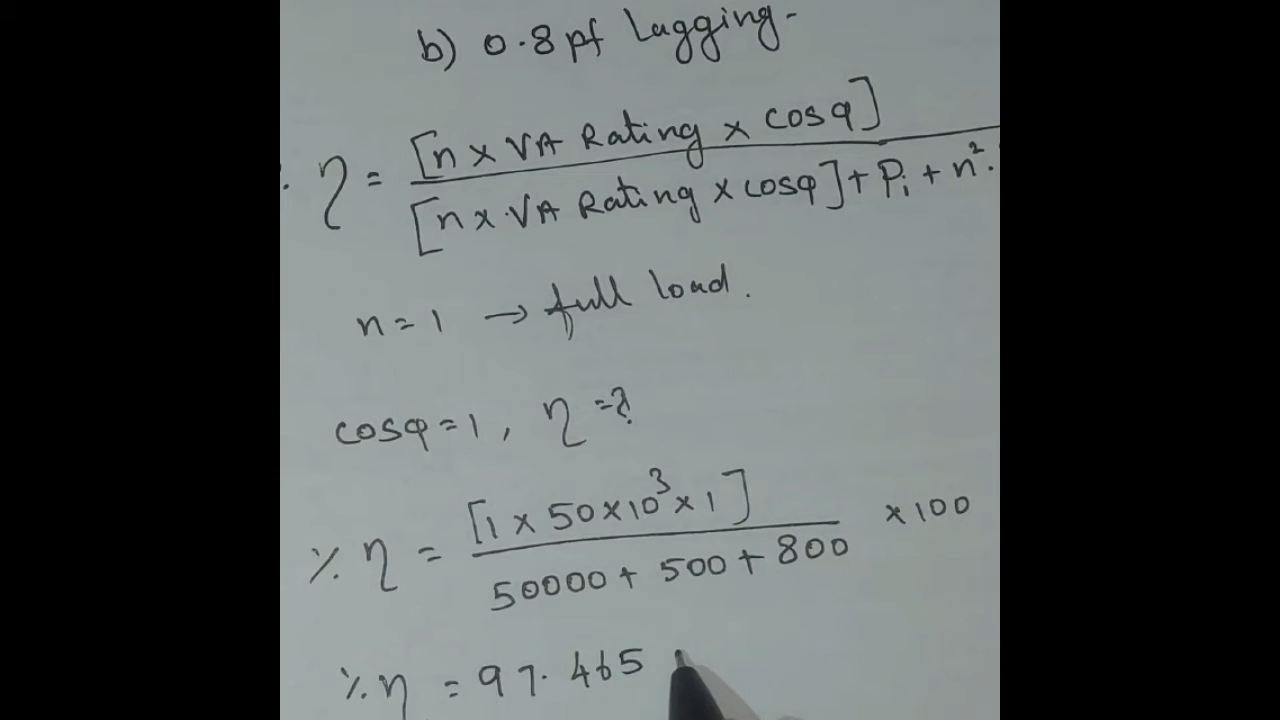 b) 0.8 pf Lagging -
. η = [n x VA Rating x cosφ]
[n x VA Rating x cosφ] + Pi + n².
n = 1 → full load.
cosφ = 1, η = ?
% η = [1 x 50 x 10³ x 1] x 100
50000 + 500 + 800
% η = 97.465